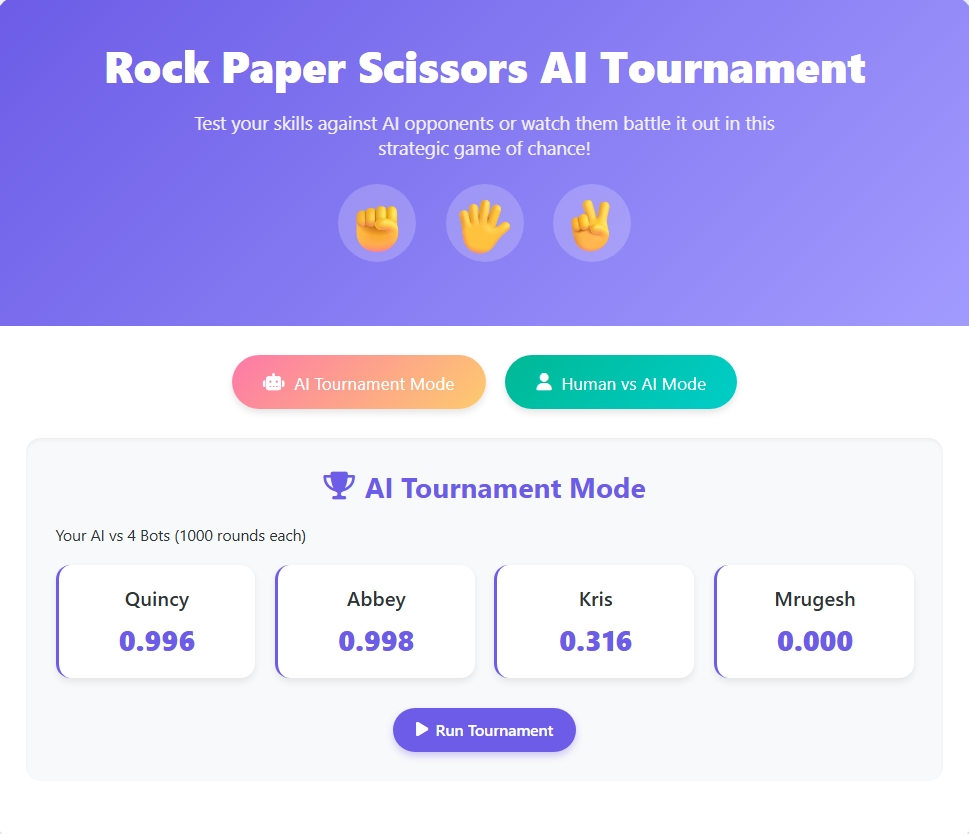 Rock Paper Scissors AI Tournament
Test your skills against AI opponents or watch them battle it out in this
strategic game of chance!
AI Tournament Mode
Human vs AI Mode
AI Tournament Mode
Your AI vs 4 Bots (1000 rounds each)
Quincy
0.996
Abbey
0.998
Kris
0.316
Mrugesh
0.000
Run Tournament